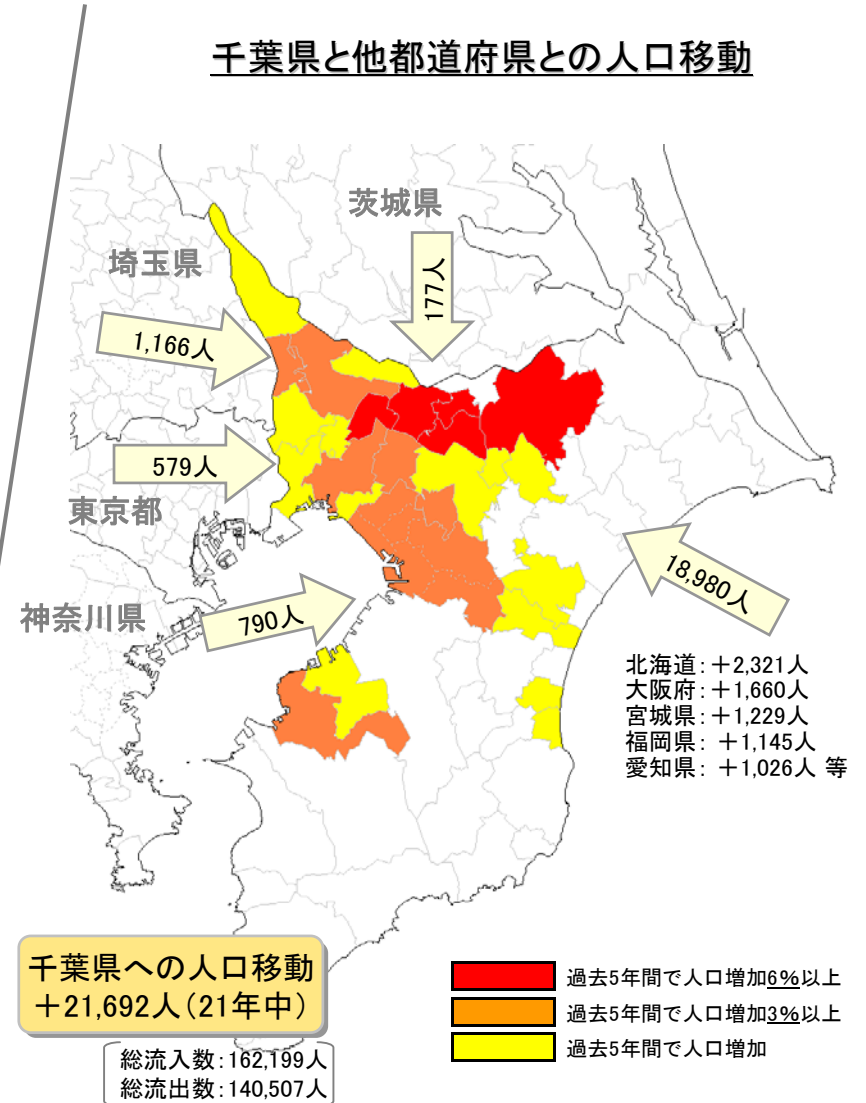 千葉県と他都道府県との人口移動
茨城県
埼玉県
177人
1,166人
579人
東京都
18,980人
神奈川県
790人
北海道：＋2,321人
大阪府：＋1,660人
宮城県：＋1,229人
福岡県：＋1,145人
愛知県：＋1,026人 等
千葉県への人口移動
＋21,692人（21年中）
過去5年間で人口増加6%以上
過去5年間で人口増加3%以上
過去5年間で人口増加
総流入数：162,199人
総流出数：140,507人